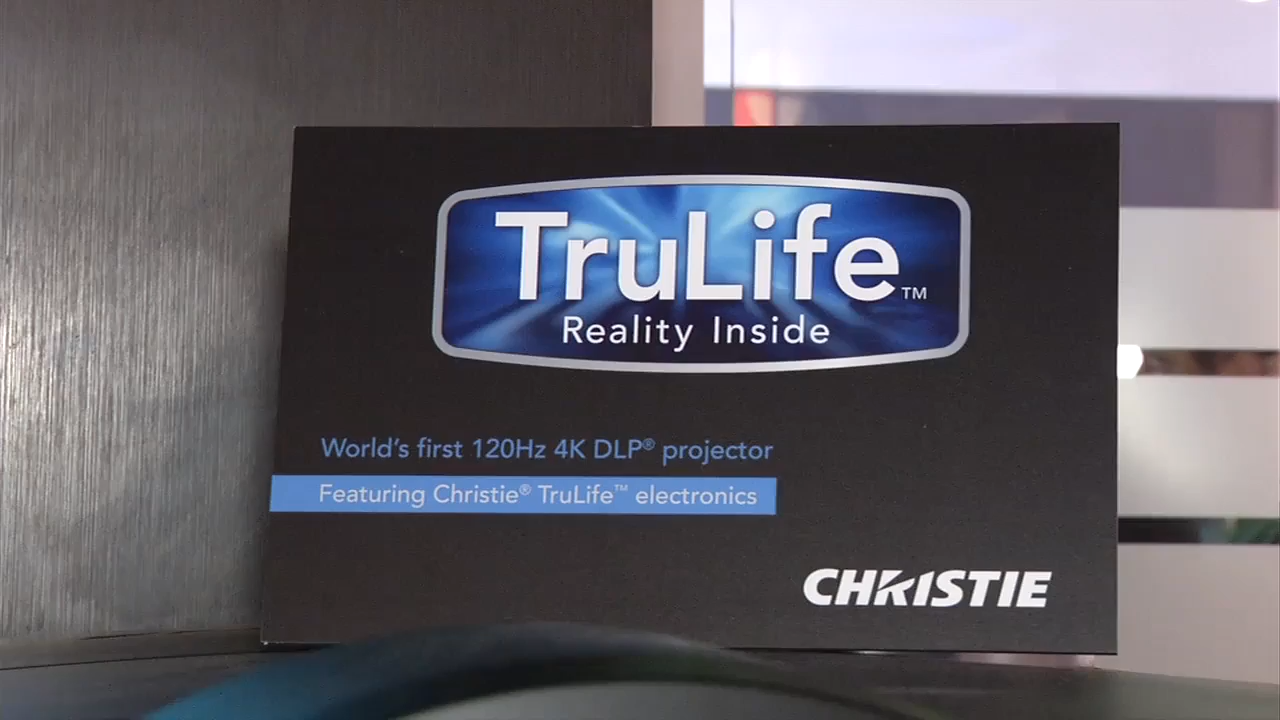 TruLife™
Reality Inside
World's first 120Hz 4K DLP® projector
Featuring Christie® TruLife™ electronics
CHRISTIE